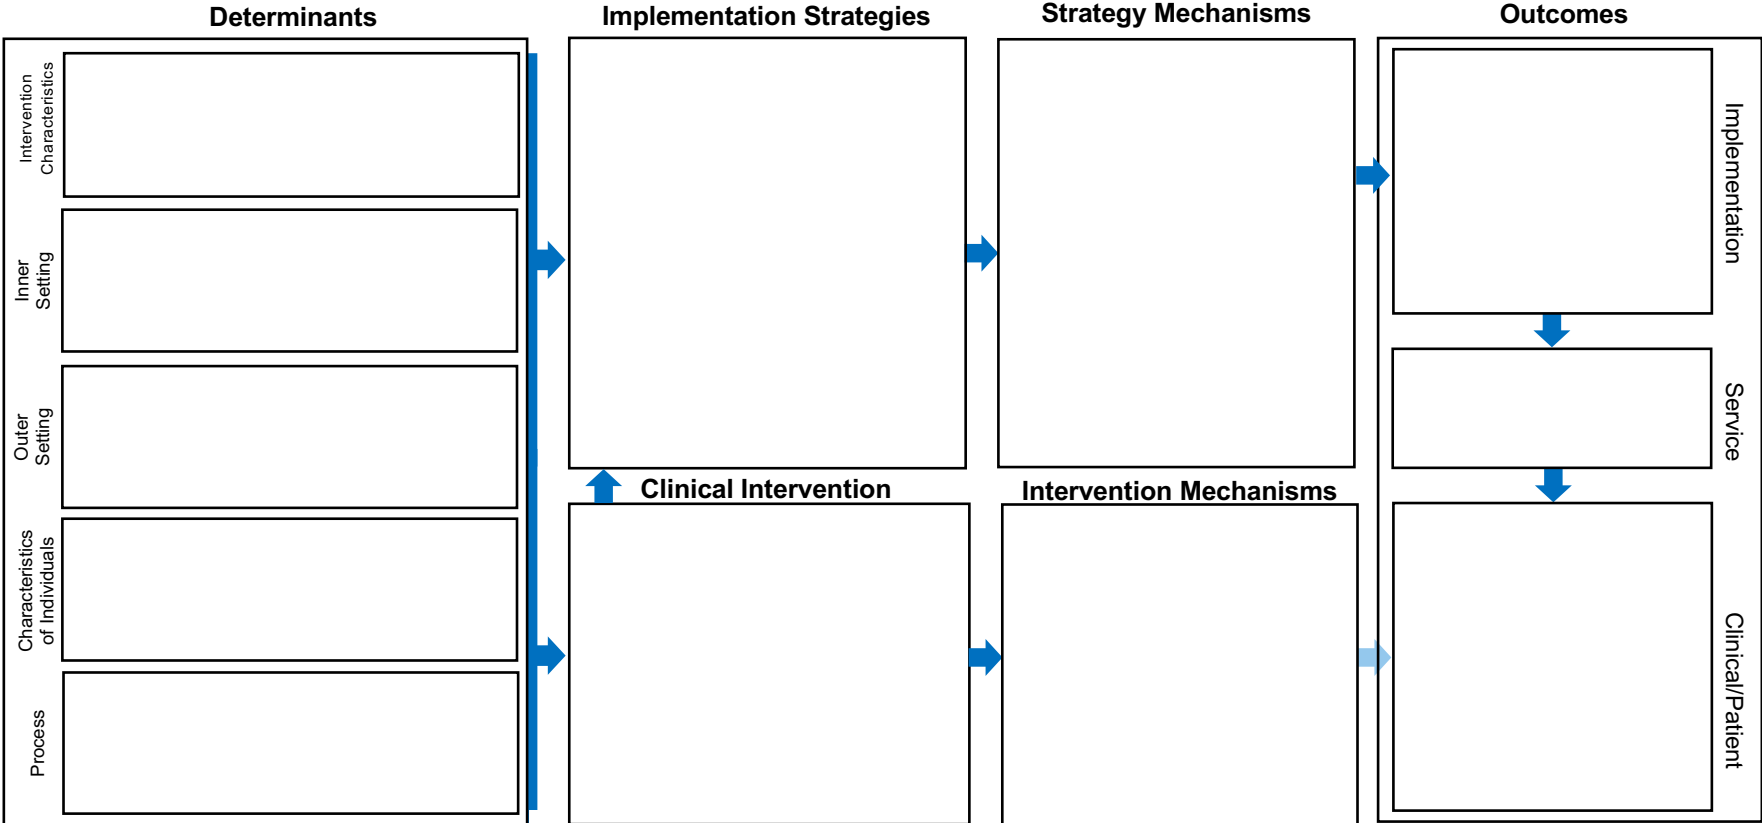 Determinants
Implementation Strategies
Strategy Mechanisms
Outcomes
Intervention
Characteristics
Inner
Setting
Outer
Setting
Characteristics
of Individuals
Process
Clinical Intervention
Intervention Mechanisms
Implementation
Service
Clinical/Patient